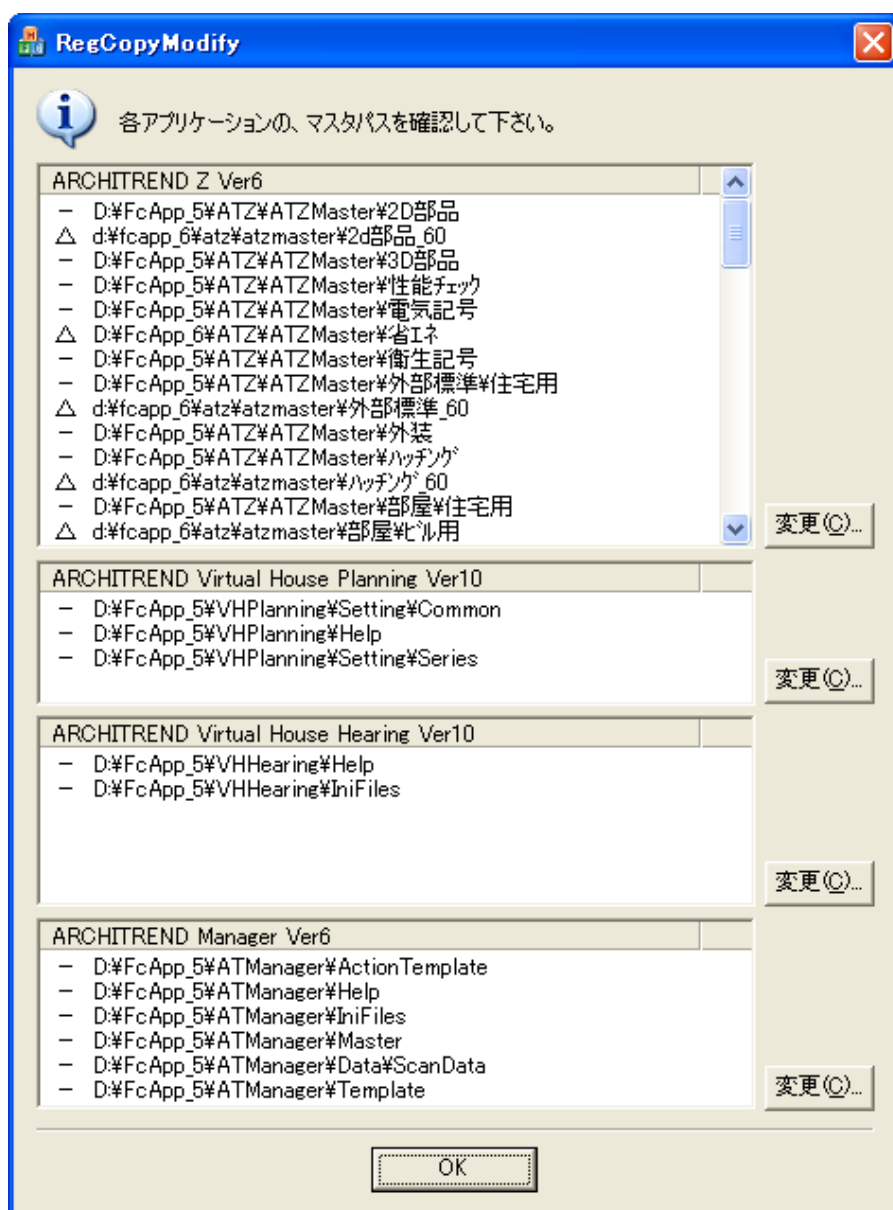 RegCopyModify
各アプリケーションの、マスタパスを確認して下さい。
ARCHITREND Z Ver6
－ D:¥FcApp_5¥ATZ¥ATZMaster¥2D部品
△ d:¥fcapp_6¥atz¥atzmaster¥2d部品_60
－ D:¥FcApp_5¥ATZ¥ATZMaster¥3D部品
－ D:¥FcApp_5¥ATZ¥ATZMaster¥性能ﾁｪｯｸ
－ D:¥FcApp_5¥ATZ¥ATZMaster¥電気記号
△ D:¥FcApp_6¥ATZ¥ATZMaster¥省ｴﾈ
－ D:¥FcApp_5¥ATZ¥ATZMaster¥衛生記号
－ D:¥FcApp_5¥ATZ¥ATZMaster¥外部標準¥住宅用
△ d:¥fcapp_6¥atz¥atzmaster¥外部標準_60
－ D:¥FcApp_5¥ATZ¥ATZMaster¥外装
－ D:¥FcApp_5¥ATZ¥ATZMaster¥ﾊｯﾁﾝｸﾞ
△ d:¥fcapp_6¥atz¥atzmaster¥ﾊｯﾁﾝｸﾞ_60
－ D:¥FcApp_5¥ATZ¥ATZMaster¥部屋¥住宅用
△ d:¥fcapp_6¥atz¥atzmaster¥部屋¥ﾋﾞﾙ用
変更(C)...
ARCHITREND Virtual House Planning Ver10
－ D:¥FcApp_5¥VHPlanning¥Setting¥Common
－ D:¥FcApp_5¥VHPlanning¥Help
－ D:¥FcApp_5¥VHPlanning¥Setting¥Series
変更(C)...
ARCHITREND Virtual House Hearing Ver10
－ D:¥FcApp_5¥VHHearing¥Help
－ D:¥FcApp_5¥VHHearing¥IniFiles
変更(C)...
ARCHITREND Manager Ver6
－ D:¥FcApp_5¥ATManager¥ActionTemplate
－ D:¥FcApp_5¥ATManager¥Help
－ D:¥FcApp_5¥ATManager¥IniFiles
－ D:¥FcApp_5¥ATManager¥Master
－ D:¥FcApp_5¥ATManager¥Data¥ScanData
－ D:¥FcApp_5¥ATManager¥Template
変更(C)...
OK